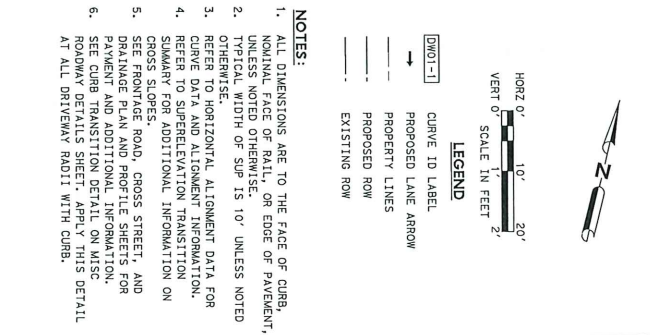 N
HORZ 0' 10' 20'
VERT 0' 1' 2'
SCALE IN FEET
LEGEND
DW01-1 CURVE ID LABEL
PROPOSED LANE ARROW
PROPERTY LINES
PROPOSED ROW
EXISTING ROW
NOTES:
1. ALL DIMENSIONS ARE TO THE FACE OF CURB,
NOMINAL FACE OF RAIL, OR EDGE OF PAVEMENT,
UNLESS NOTED OTHERWISE.
2. TYPICAL WIDTH OF SUP IS 10' UNLESS NOTED
OTHERWISE.
3. REFER TO HORIZONTAL ALIGNMENT DATA FOR
CURVE DATA AND ALIGNMENT INFORMATION.
4. REFER TO SUPERELEVATION TRANSITION
SUMMARY FOR ADDITIONAL INFORMATION ON
CROSS SLOPES.
5. SEE FRONTAGE ROAD, CROSS STREET, AND
DRAINAGE PLAN AND PROFILE SHEETS FOR
PAYMENT AND ADDITIONAL INFORMATION.
6. SEE CURB TRANSITION DETAIL ON MISC
ROADWAY DETAILS SHEET. APPLY THIS DETAIL
AT ALL DRIVEWAY RADII WITH CURB.